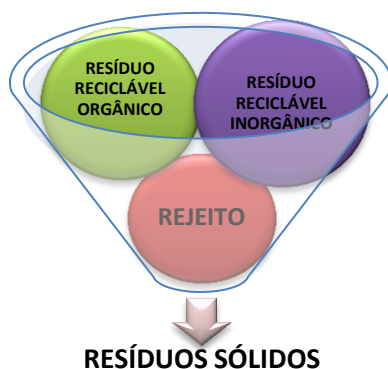 RESÍDUO
RECICLÁVEL
ORGÂNICO
RESÍDUO
RECICLÁVEL
INORGÂNICO
REJEITO
RESÍDUOS SÓLIDOS